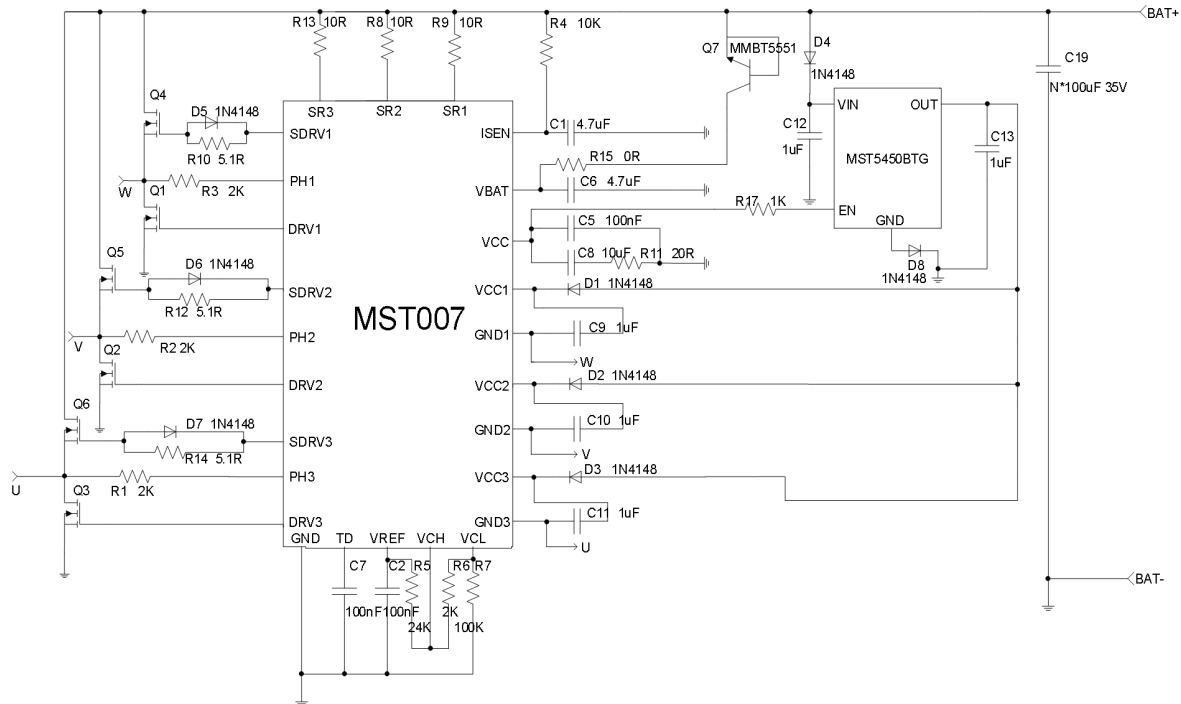 R13 10R
R8 10R
R9 10R
R4 10K
BAT+
Q7
MMBT5551
D4
1N4148
C19
N*100uF 35V
Q4
D5 1N4148
R10 5.1R
SR3
SR2
SR1
SDRV1
ISEN
C1 4.7uF
VIN
OUT
C12
1uF
MST5450BTG
C13
1uF
W
R3 2K
PH1
VBAT
R15 0R
C6 4.7uF
Q1
DRV1
VCC
C5 100nF
C8 10uF
R11 20R
R17 1K
EN
GND
D8
1N4148
Q5
D6 1N4148
R12 5.1R
SDRV2
VCC1
D1 1N4148
MST007
V
R2 2K
PH2
GND1
C9 1uF
W
Q2
DRV2
VCC2
D2 1N4148
Q6
D7 1N4148
R14 5.1R
SDRV3
GND2
C10 1uF
V
U
R1 2K
PH3
VCC3
D3 1N4148
Q3
DRV3
GND3
C11 1uF
U
GND
TD
VREF
VCH
VCL
C7
100nF
C2
100nF
R5
24K
R6
2K
R7
100K
BAT-